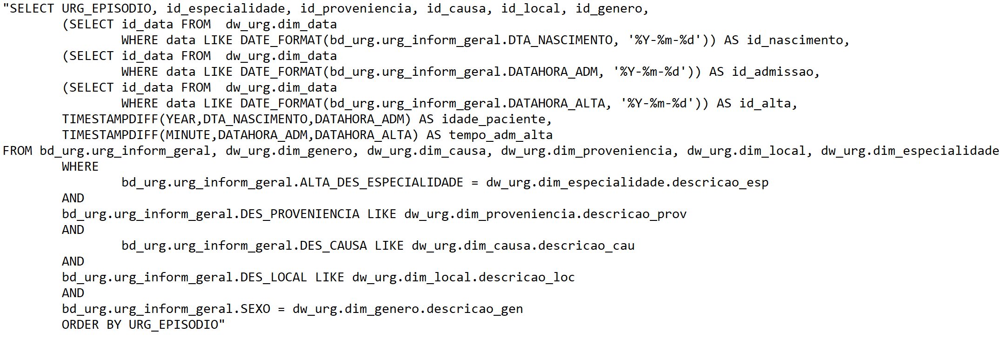 "SELECT URG_EPISODIO, id_especialidade, id_proveniencia, id_causa, id_local, id_genero,
(SELECT id_data FROM  dw_urg.dim_data
WHERE data LIKE DATE_FORMAT(bd_urg.urg_inform_geral.DTA_NASCIMENTO, '%Y-%m-%d')) AS id_nascimento,
(SELECT id_data FROM  dw_urg.dim_data
WHERE data LIKE DATE_FORMAT(bd_urg.urg_inform_geral.DATAHORA_ADM, '%Y-%m-%d')) AS id_admissao,
(SELECT id_data FROM  dw_urg.dim_data
WHERE data LIKE DATE_FORMAT(bd_urg.urg_inform_geral.DATAHORA_ALTA, '%Y-%m-%d')) AS id_alta,
TIMESTAMPDIFF(YEAR,DTA_NASCIMENTO,DATAHORA_ADM) AS idade_paciente,
TIMESTAMPDIFF(MINUTE,DATAHORA_ADM,DATAHORA_ALTA) AS tempo_adm_alta
FROM bd_urg.urg_inform_geral, dw_urg.dim_genero, dw_urg.dim_causa, dw_urg.dim_proveniencia, dw_urg.dim_local, dw_urg.dim_especialidade
WHERE
bd_urg.urg_inform_geral.ALTA_DES_ESPECIALIDADE = dw_urg.dim_especialidade.descricao_esp
AND
bd_urg.urg_inform_geral.DES_PROVENIENCIA LIKE dw_urg.dim_proveniencia.descricao_prov
AND
bd_urg.urg_inform_geral.DES_CAUSA LIKE dw_urg.dim_causa.descricao_cau
AND
bd_urg.urg_inform_geral.DES_LOCAL LIKE dw_urg.dim_local.descricao_loc
AND
bd_urg.urg_inform_geral.SEXO = dw_urg.dim_genero.descricao_gen
ORDER BY URG_EPISODIO"